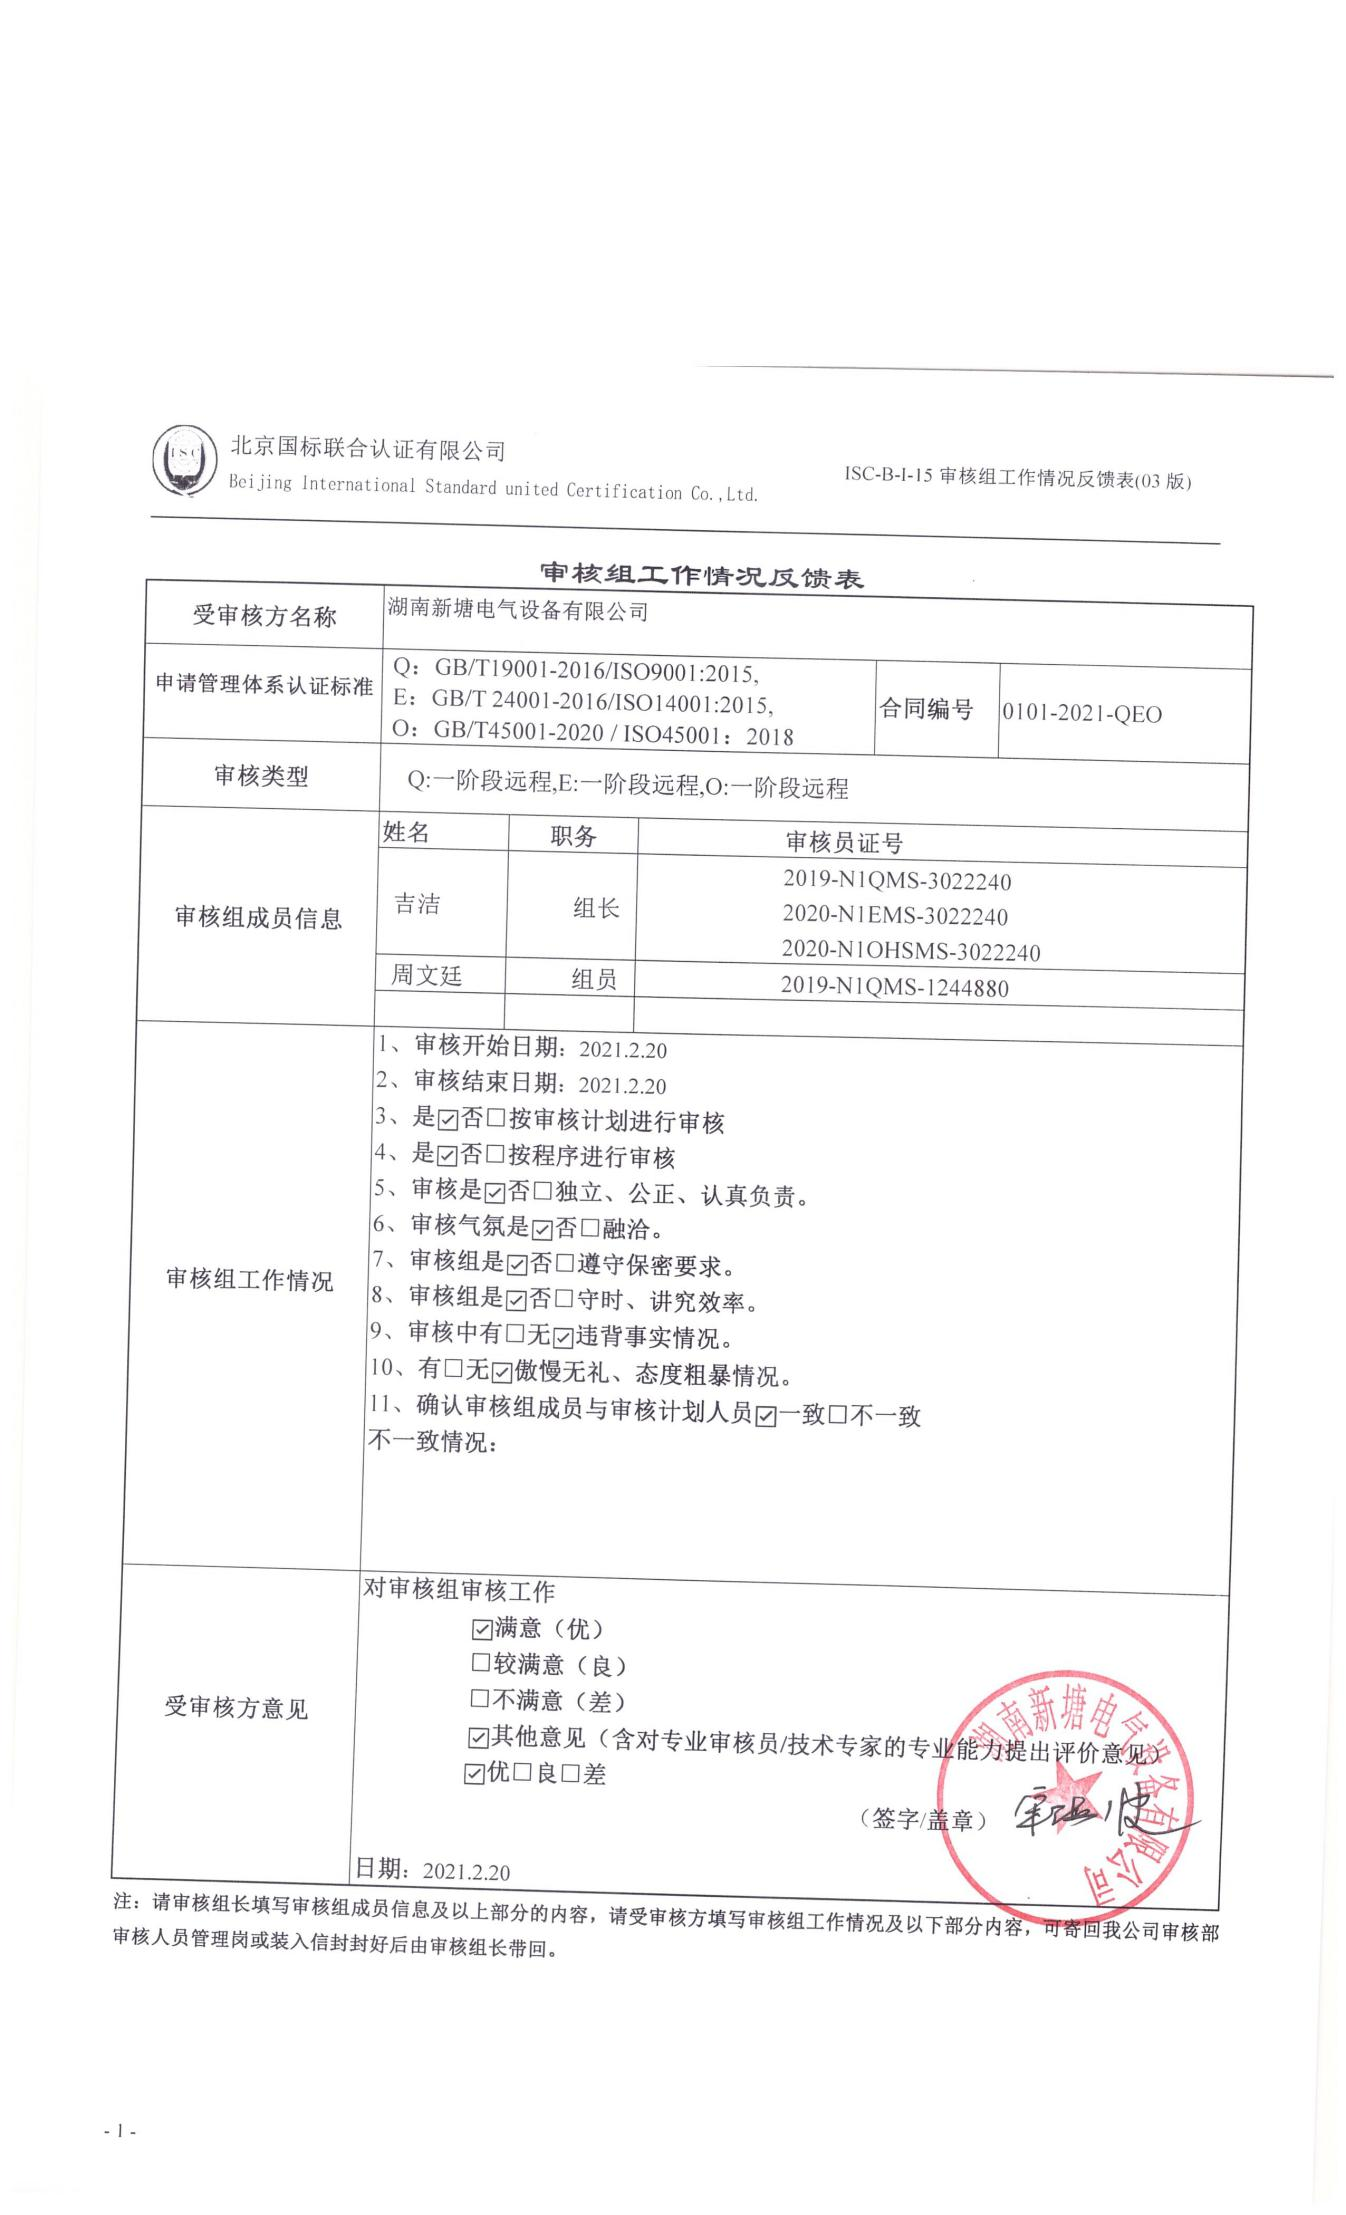 ISC
北京国标联合认证有限公司
Beijing International Standard united Certification Co.,Ltd.
ISC-B-I-15 审核组工作情况反馈表(03 版)
审核组工作情况反馈表
受审核方名称
湖南新塘电气设备有限公司
申请管理体系认证标准
Q：GB/T19001-2016/ISO9001:2015,
E：GB/T 24001-2016/ISO14001:2015,
O：GB/T45001-2020 / ISO45001：2018
合同编号
0101-2021-QEO
审核类型
Q:一阶段远程,E:一阶段远程,O:一阶段远程
审核组成员信息
姓名 职务 审核员证号
吉洁 组长
2019-N1QMS-3022240
2020-N1EMS-3022240
2020-N1OHSMS-3022240
周文廷 组员 2019-N1QMS-1244880
审核组工作情况
1、审核开始日期：2021.2.20
2、审核结束日期：2021.2.20
3、是☑否□按审核计划进行审核
4、是☑否□按程序进行审核
5、审核是☑否□独立、公正、认真负责。
6、审核气氛是☑否□融洽。
7、审核组是☑否□遵守保密要求。
8、审核组是☑否□守时、讲究效率。
9、审核中有□无☑违背事实情况。
10、有□无☑傲慢无礼、态度粗暴情况。
11、确认审核组成员与审核计划人员☑一致□不一致
不一致情况：
受审核方意见
对审核组审核工作
☑满意（优）
□较满意（良）
□不满意（差）
☑其他意见（含对专业审核员/技术专家的专业能力提出评价意见）
☑优□良□差
（签字/盖章）
湖南新塘电气设备有限公司
日期：2021.2.20
注：请审核组长填写审核组成员信息及以上部分的内容，请受审核方填写审核组工作情况及以下部分内容，可寄回我公司审核部
审核人员管理岗或装入信封封好后由审核组长带回。
- 1 -